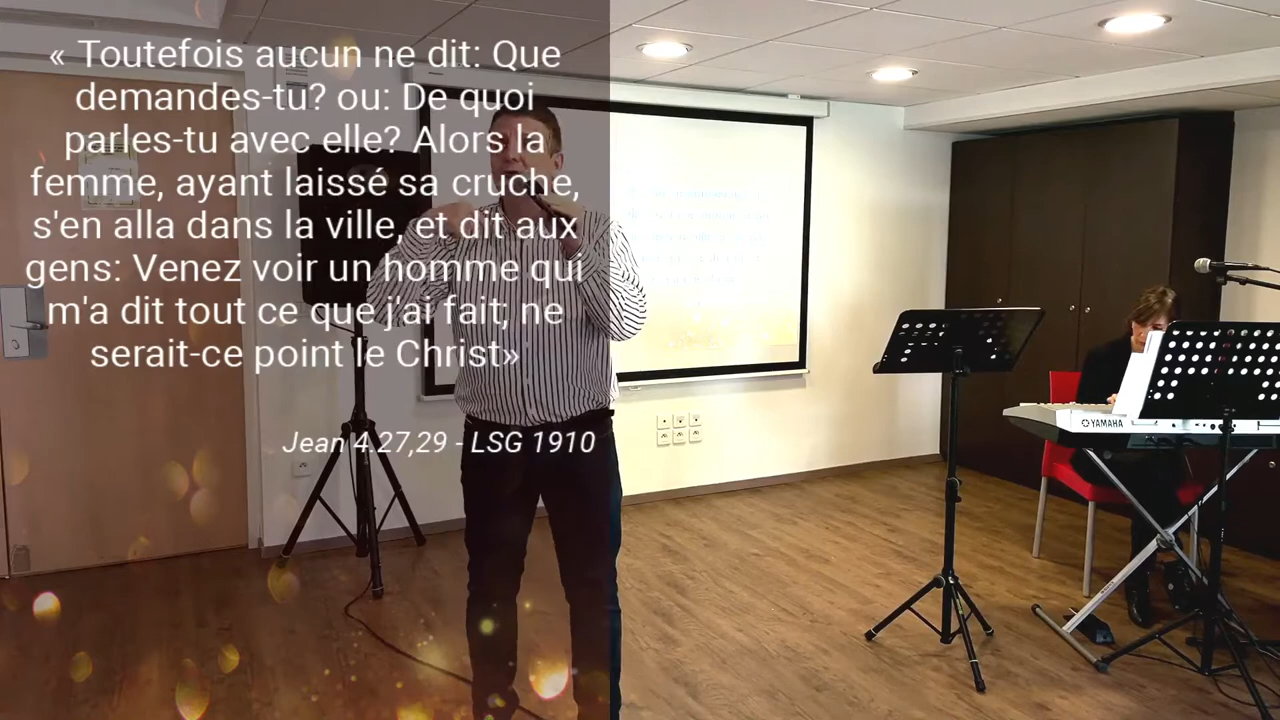 « Toutefois aucun ne dit: Que
demandes-tu? ou: De quoi
parles-tu avec elle? Alors la
femme, ayant laissé sa cruche,
s'en alla dans la ville, et dit aux
gens: Venez voir un homme qui
m'a dit tout ce que j'ai fait; ne
serait-ce point le Christ»
Jean 4.27,29 - LSG 1910
YAMAHA